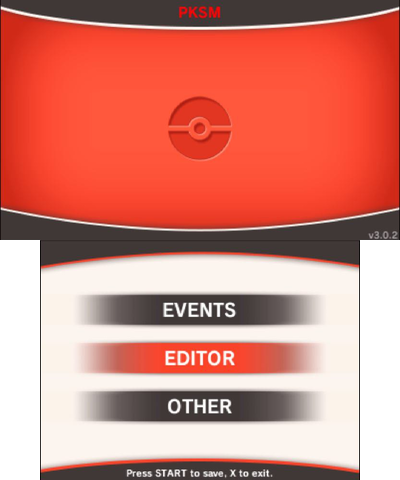 PKSM
v3.0.2
EVENTS
EDITOR
OTHER
Press START to save, X to exit.